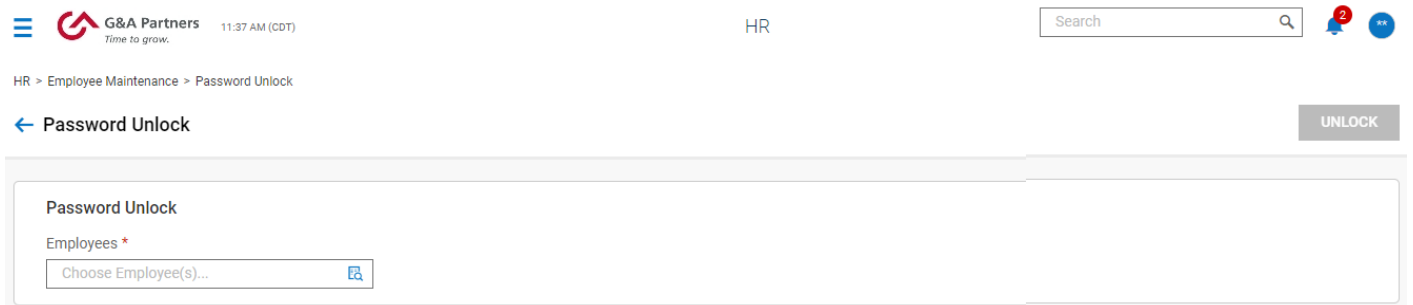 G&A Partners
Time to grow.
11:37 AM (CDT)
HR
Search
2
**
HR > Employee Maintenance > Password Unlock
← Password Unlock
UNLOCK
Password Unlock
Employees *
Choose Employee(s)...